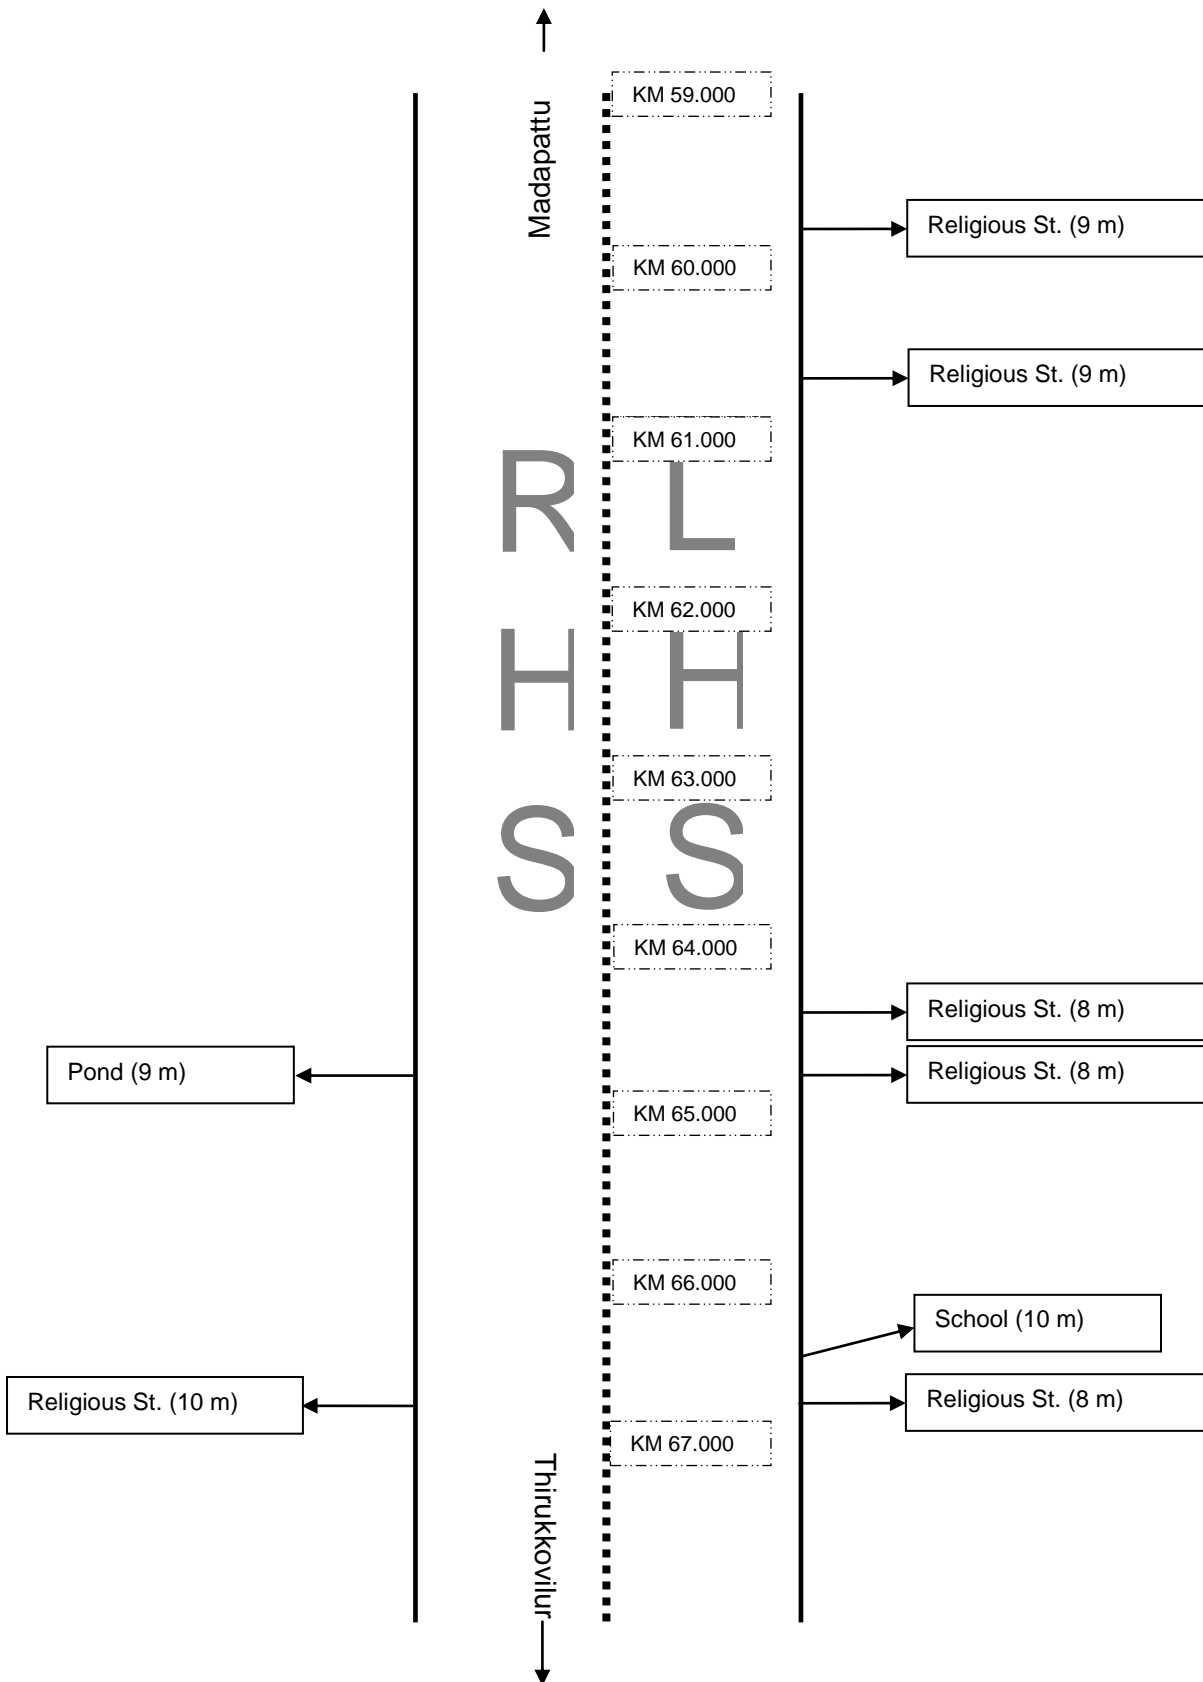 Madapattu
KM 59.000
Religious St. (9 m)
KM 60.000
Religious St. (9 m)
KM 61.000
R L
KM 62.000
H H
KM 63.000
S S
KM 64.000
Religious St. (8 m)
Pond (9 m)
Religious St. (8 m)
KM 65.000
KM 66.000
School (10 m)
Religious St. (10 m)
Religious St. (8 m)
KM 67.000
Thirukkovilur